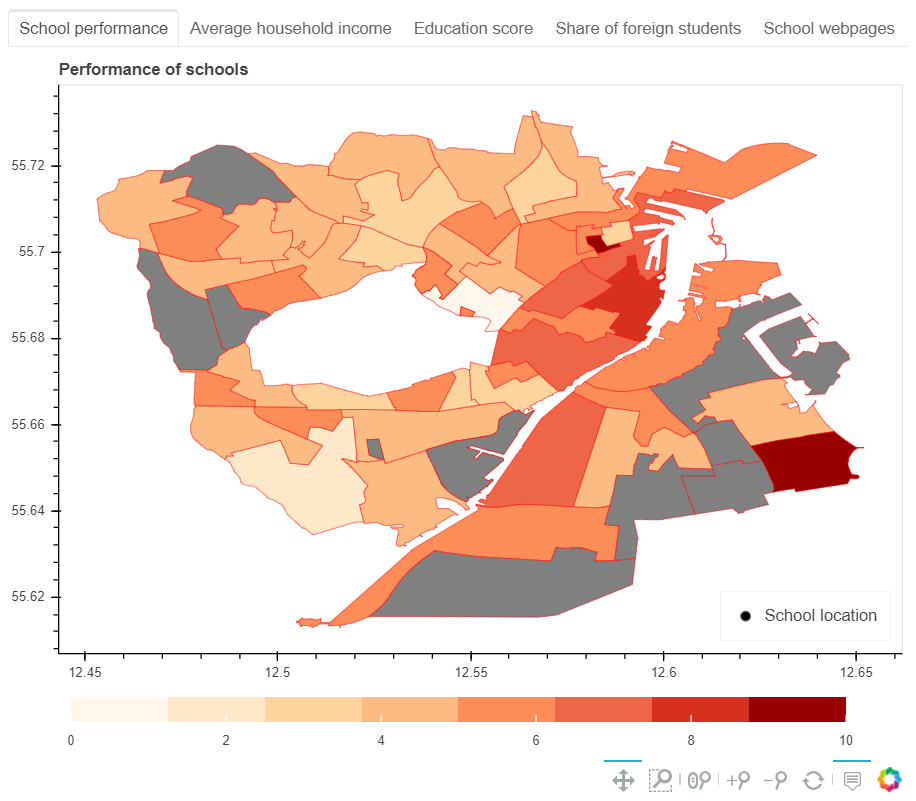 School performance Average household income Education score Share of foreign students School webpages
Performance of schools
55.72
55.7
55.68
55.66
55.64
55.62
School location
12.45 12.5 12.55 12.6 12.65
0 2 4 6 8 10